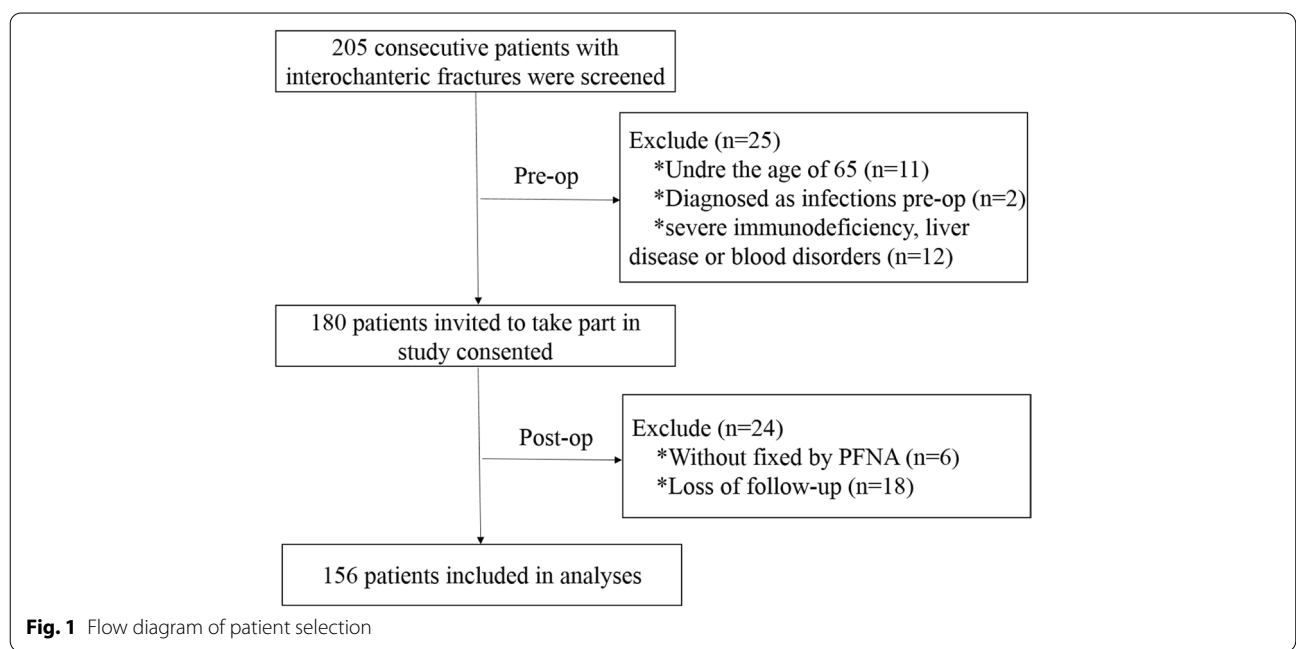 205 consecutive patients with
interochanteric fractures were screened
Pre-op
Exclude (n=25)
*Undre the age of 65 (n=11)
*Diagnosed as infections pre-op (n=2)
*severe immunodeficiency, liver
disease or blood disorders (n=12)
180 patients invited to take part in
study consented
Post-op
Exclude (n=24)
*Without fixed by PFNA (n=6)
*Loss of follow-up (n=18)
156 patients included in analyses
Fig. 1 Flow diagram of patient selection